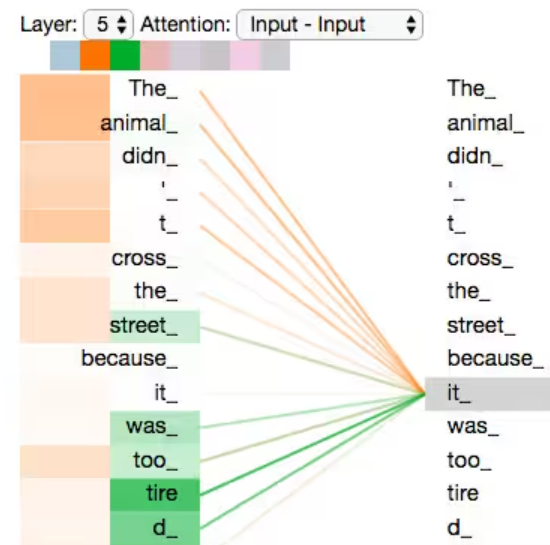 Layer: 5 Attention: Input - Input
The_ The_
animal_ animal_
didn_ didn_
'_ '_
t_ t_
cross_ cross_
the_ the_
street_ street_
because_ because_
it_ it_
was_ was_
too_ too_
tire tire
d_ d_